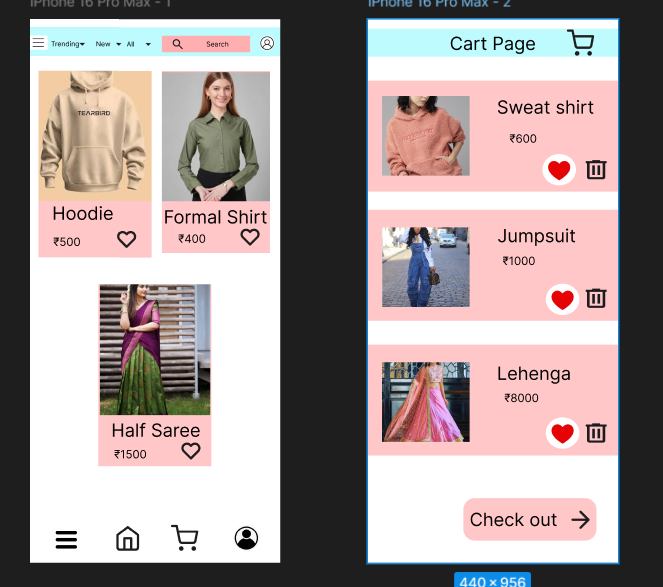 iPhone 16 Pro Max - 1
Trending New All Search
TEARBIRD
Hoodie
₹500
Formal Shirt
₹400
Half Saree
₹1500
iPhone 16 Pro Max - 2
Cart Page
Sweat shirt
₹600
Jumpsuit
₹1000
Lehenga
₹8000
Check out
440 × 956